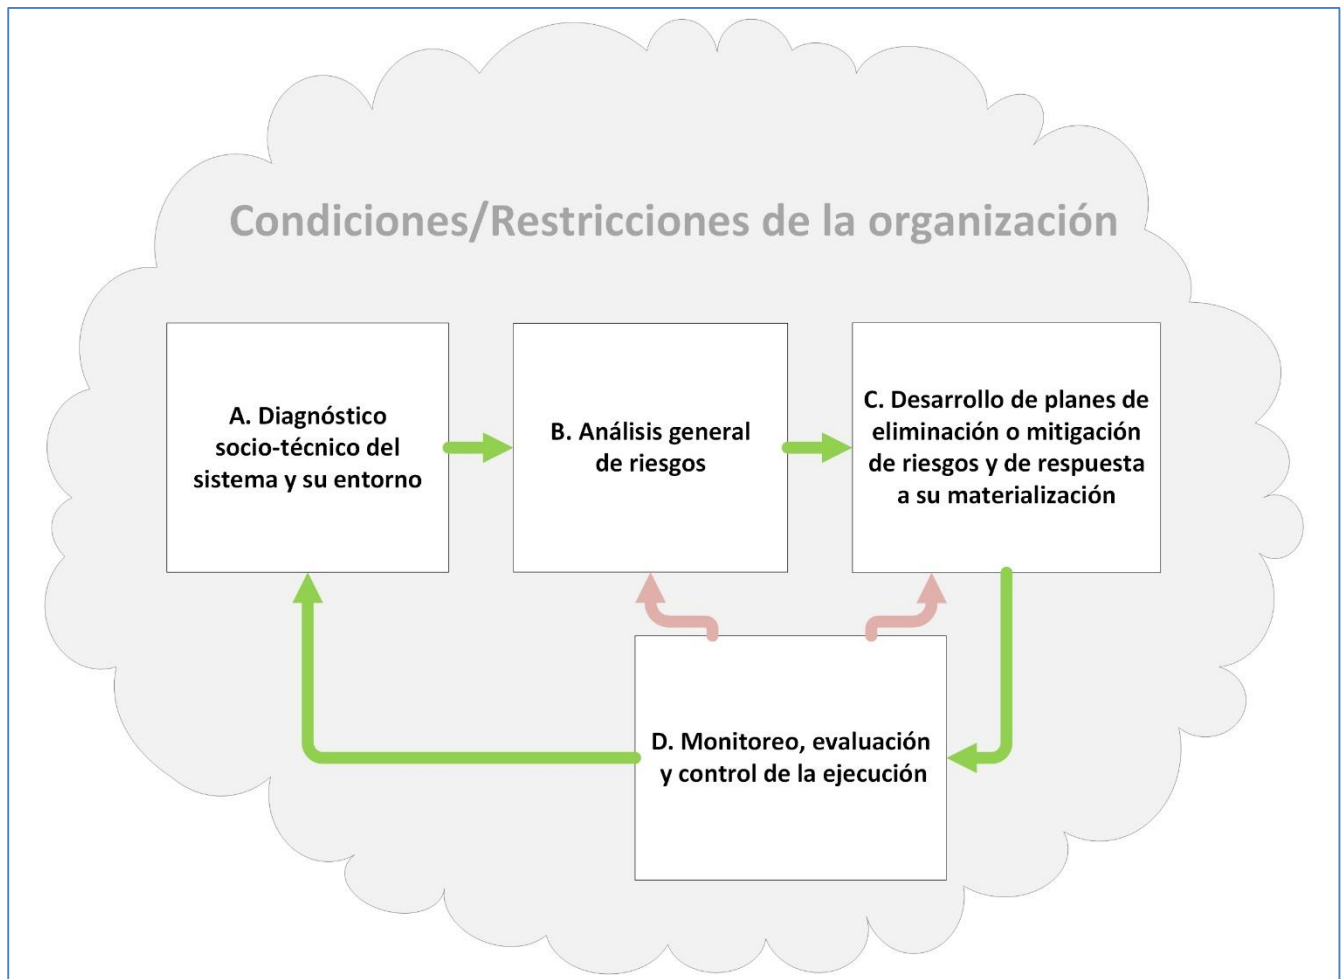 Condiciones/Restricciones de la organización
A. Diagnóstico
socio-técnico del
sistema y su entorno
B. Análisis general
de riesgos
C. Desarrollo de planes de
eliminación o mitigación
de riesgos y de respuesta
a su materialización
D. Monitoreo, evaluación
y control de la ejecución